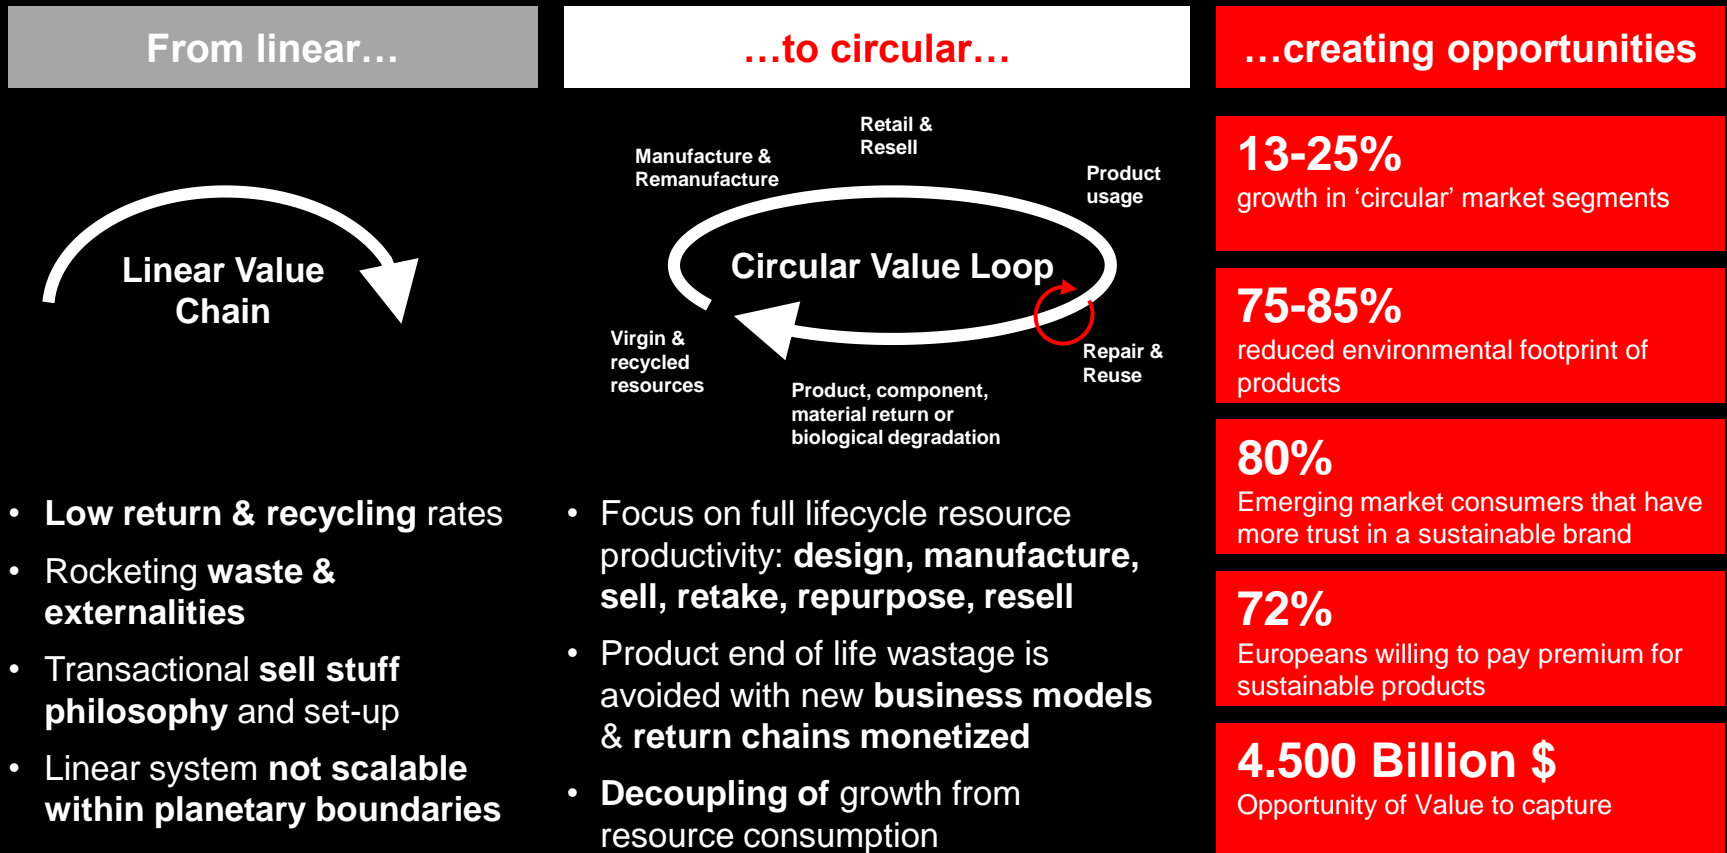 From linear…
Linear Value
Chain
• Low return & recycling rates
• Rocketing waste &
externalities
• Transactional sell stuff
philosophy and set-up
• Linear system not scalable
within planetary boundaries
…to circular…
Retail &
Resell
Manufacture &
Remanufacture
Product
usage
Circular Value Loop
Virgin &
recycled
resources
Repair &
Reuse
Product, component,
material return or
biological degradation
• Focus on full lifecycle resource
productivity: design, manufacture,
sell, retake, repurpose, resell
• Product end of life wastage is
avoided with new business models
& return chains monetized
• Decoupling of growth from
resource consumption
…creating opportunities
13-25%
growth in ‘circular’ market segments
75-85%
reduced environmental footprint of
products
80%
Emerging market consumers that have
more trust in a sustainable brand
72%
Europeans willing to pay premium for
sustainable products
4.500 Billion $
Opportunity of Value to capture